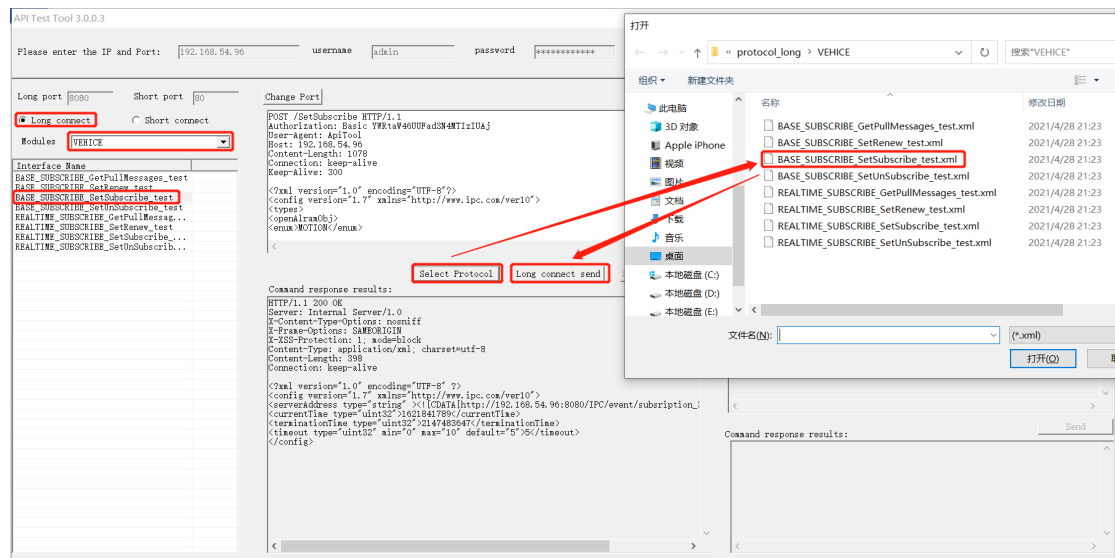 API Test Tool 3.0.0.3
Please enter the IP and Port: 192.168.54.96 username admin password ************
Long port 8080 Short port 80
Long connect Short connect
Modules VEHICE
Interface Name
BASE_SUBSCRIBE_GetPullMessages_test
BASE_SUBSCRIBE_SetRenew_test
BASE_SUBSCRIBE_SetSubscribe_test
BASE_SUBSCRIBE_SetUnSubscribe_test
REALTIME_SUBSCRIBE_GetPullMessag...
REALTIME_SUBSCRIBE_SetRenew_test
REALTIME_SUBSCRIBE_SetSubscribe_...
REALTIME_SUBSCRIBE_SetUnSubscrib...
Change Port
POST /SetSubscribe HTTP/1.1
Authorization: Basic YWRtaW46UUFad3N4MTIzIUAj
User-Agent: ApiTool
Host: 192.168.54.96
Content-Length: 1078
Connection: keep-alive
Keep-Alive: 300
<?xml version="1.0" encoding="UTF-8"?>
<config version="1.7" xmlns="http://www.ipc.com/ver10">
<types>
<openAlramObj>
<enum>MOTION</enum>
Select Protocol Long connect send
Command response results:
HTTP/1.1 200 OK
Server: Internal Server/1.0
X-Content-Type-Options: nosniff
X-Frame-Options: SAMEORIGIN
X-XSS-Protection: 1; mode=block
Content-Type: application/xml; charset=utf-8
Content-Length: 398
Connection: keep-alive
<?xml version="1.0" encoding="UTF-8" ?>
<config version="1.7" xmlns="http://www.ipc.com/ver10">
<serverAddress type="string" ><![CDATA[http://192.168.54.96:8080/IPC/event/subsription_
<currentTime type="uint32">1621841789</currentTime>
<terminationTime type="uint32">2147483647</terminationTime>
<timeout type="uint32" min="0" max="10" default="5">5</timeout>
</config>
打开
« protocol_long > VEHICE 搜索"VEHICE"
组织 新建文件夹
此电脑
3D 对象
Apple iPhone
视频
图片
文档
下载
音乐
桌面
本地磁盘 (C:)
本地磁盘 (D:)
本地磁盘 (E:)
名称 修改日期
BASE_SUBSCRIBE_GetPullMessages_test.xml 2021/4/28 21:23
BASE_SUBSCRIBE_SetRenew_test.xml 2021/4/28 21:23
BASE_SUBSCRIBE_SetSubscribe_test.xml 2021/4/28 21:23
BASE_SUBSCRIBE_SetUnSubscribe_test.xml 2021/4/28 21:23
REALTIME_SUBSCRIBE_GetPullMessages_test.xml 2021/4/28 21:23
REALTIME_SUBSCRIBE_SetRenew_test.xml 2021/4/28 21:23
REALTIME_SUBSCRIBE_SetSubscribe_test.xml 2021/4/28 21:23
REALTIME_SUBSCRIBE_SetUnSubscribe_test.xml 2021/4/28 21:23
文件名(N): (*.xml)
打开(O)
Send
Command response results: